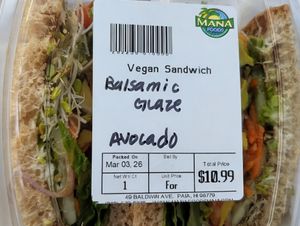 MANA
FOODS
Vegan Sandwich
Balsamic
Glaze
Avocado
Packed On
Sell By
Total Price
Mar 03, 26
$10.99
Net Wt Ct
Unit Price
1
For
49 BALDWIN AVE, PAIA, HI 96779